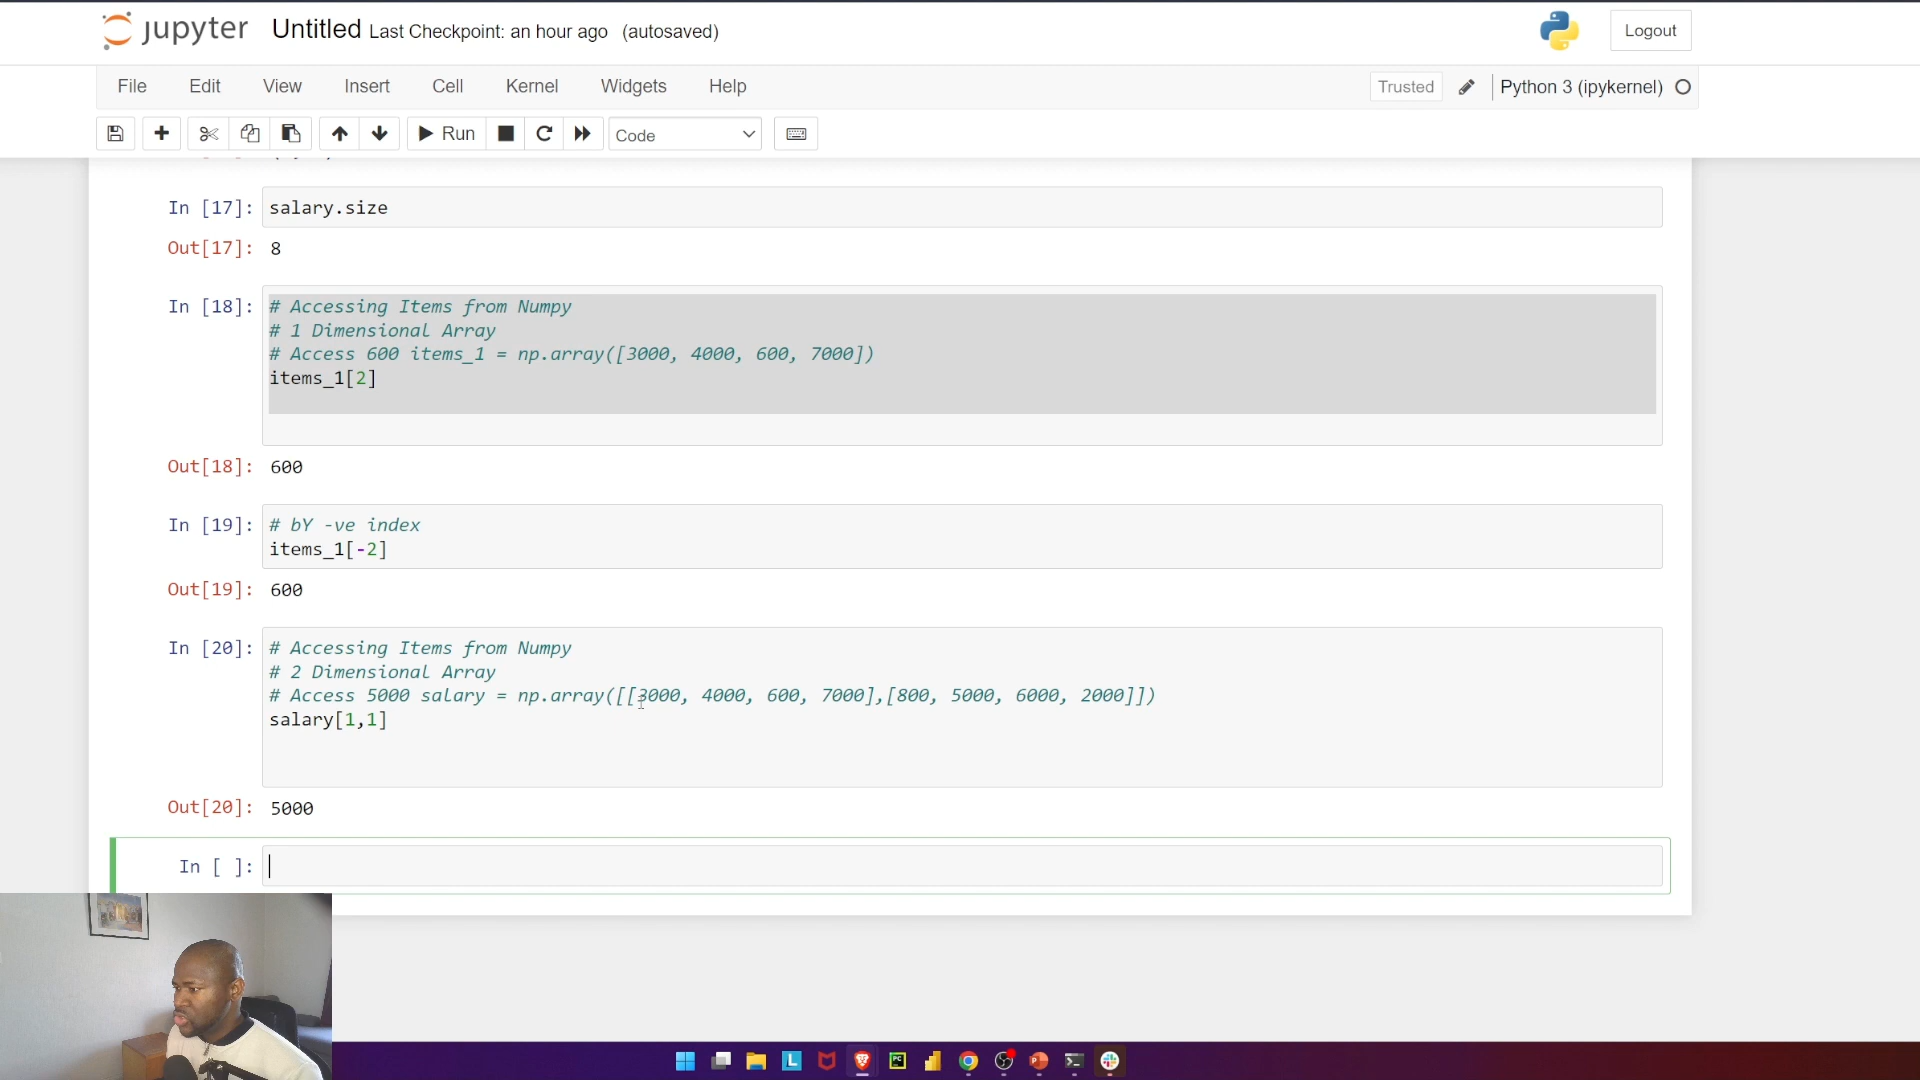 jupyter Untitled Last Checkpoint: an hour ago (autosaved)
Logout
File Edit View Insert Cell Kernel Widgets Help
Trusted Python 3 (ipykernel)
Run Code
In [17]: salary.size
Out[17]: 8
In [18]: # Accessing Items from Numpy
# 1 Dimensional Array
# Access 600 items_1 = np.array([3000, 4000, 600, 7000])
items_1[2]
Out[18]: 600
In [19]: # bY -ve index
items_1[-2]
Out[19]: 600
In [20]: # Accessing Items from Numpy
# 2 Dimensional Array
# Access 5000 salary = np.array([[3000, 4000, 600, 7000],[800, 5000, 6000, 2000]])
salary[1,1]
Out[20]: 5000
In [ ]: